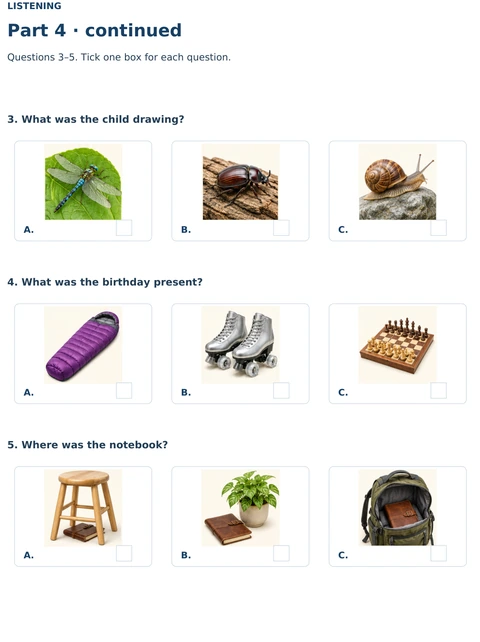 LISTENING
Part 4 · continued
Questions 3–5. Tick one box for each question.
3. What was the child drawing?
A. B. C.
4. What was the birthday present?
A. B. C.
5. Where was the notebook?
A. B. C.